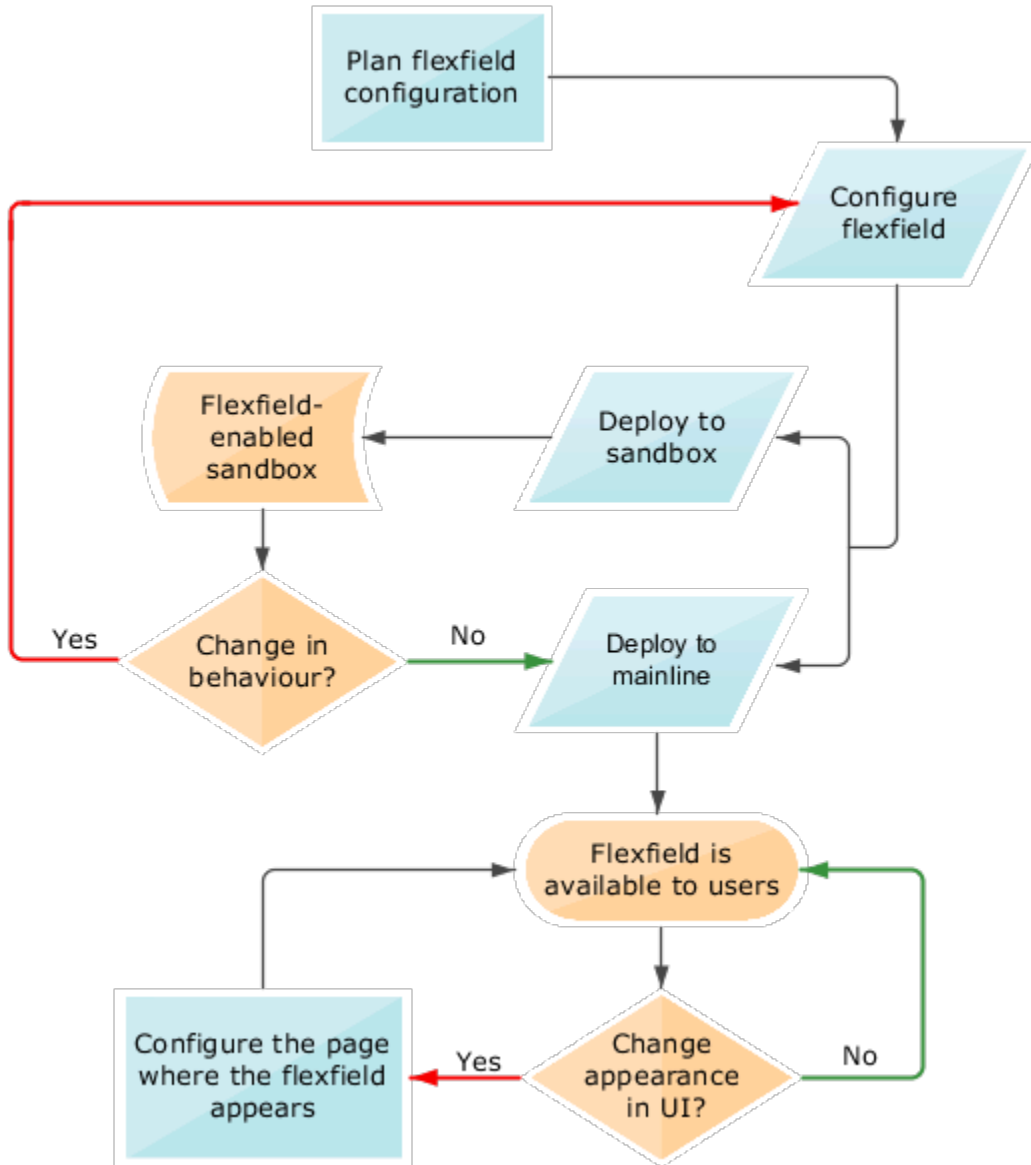 Plan flexfield
configuration
Configure
flexfield
Flexfield-
enabled
sandbox
Deploy to
sandbox
Yes
Change in
behaviour?
No
Deploy to
mainline
Flexfield is
available to users
Configure the page
where the flexfield
appears
Yes
Change
appearance
in UI?
No